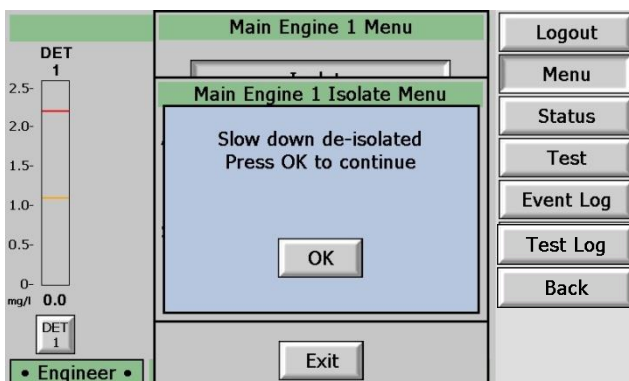 Main Engine 1 Menu
Logout
DET
1
Menu
2.5-
Main Engine 1 Isolate Menu
Status
2.0-
Slow down de-isolated
Press OK to continue
Test
1.5-
Event Log
1.0-
Test Log
0.5-
OK
Back
0-
mg/l 0.0
DET
1
Exit
• Engineer •